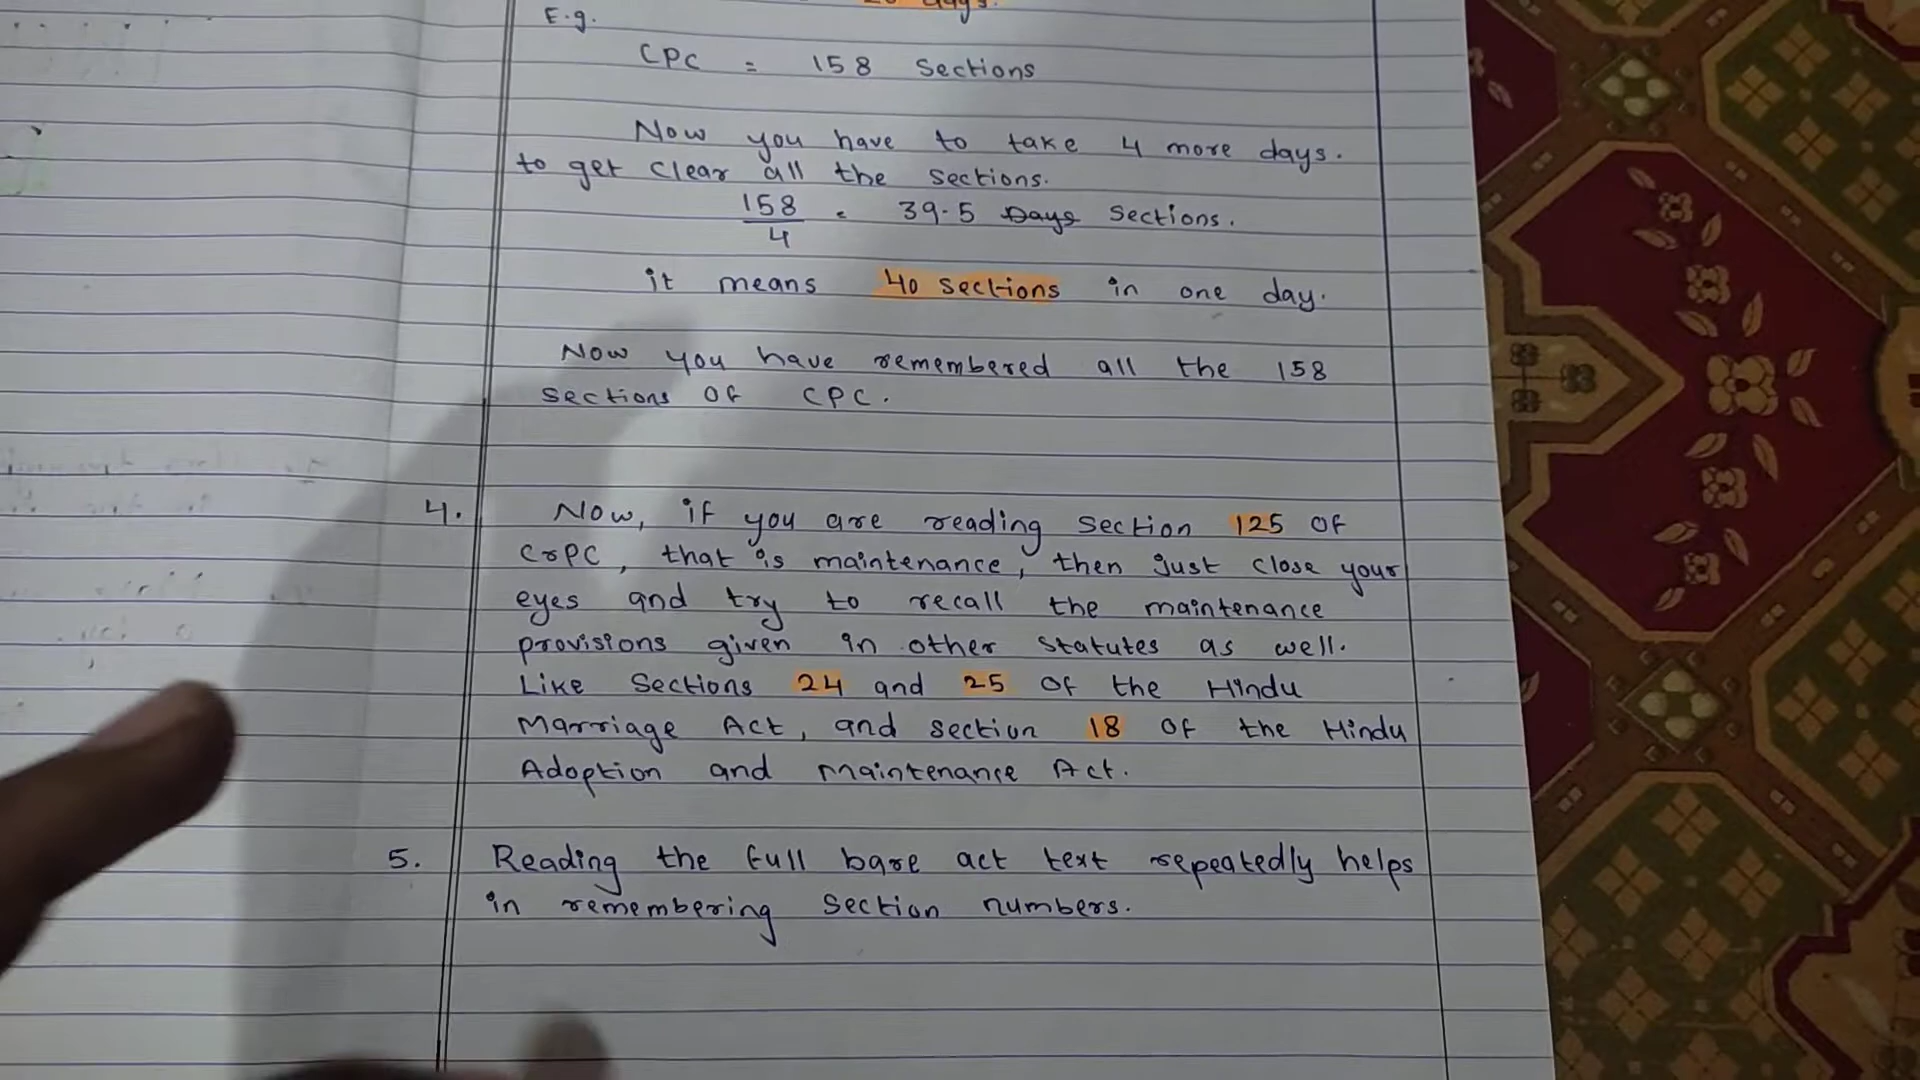 days.
E.g.
CPC = 158 Sections
Now you have to take 4 more days.
to get clear all the sections.
158
4
= 39.5 Days Sections.
it means 40 sections in one day.
Now you have remembered all the 158
sections of CPC.
4. Now, if you are reading section 125 of
CrPC, that is maintenance, then just close your
eyes and try to recall the maintenance
provisions given in other statutes as well.
Like Sections 24 and 25 of the Hindu
Marriage Act, and section 18 of the Hindu
Adoption and maintenance Act.
5. Reading the full bare act text repeatedly helps
in remembering section numbers.